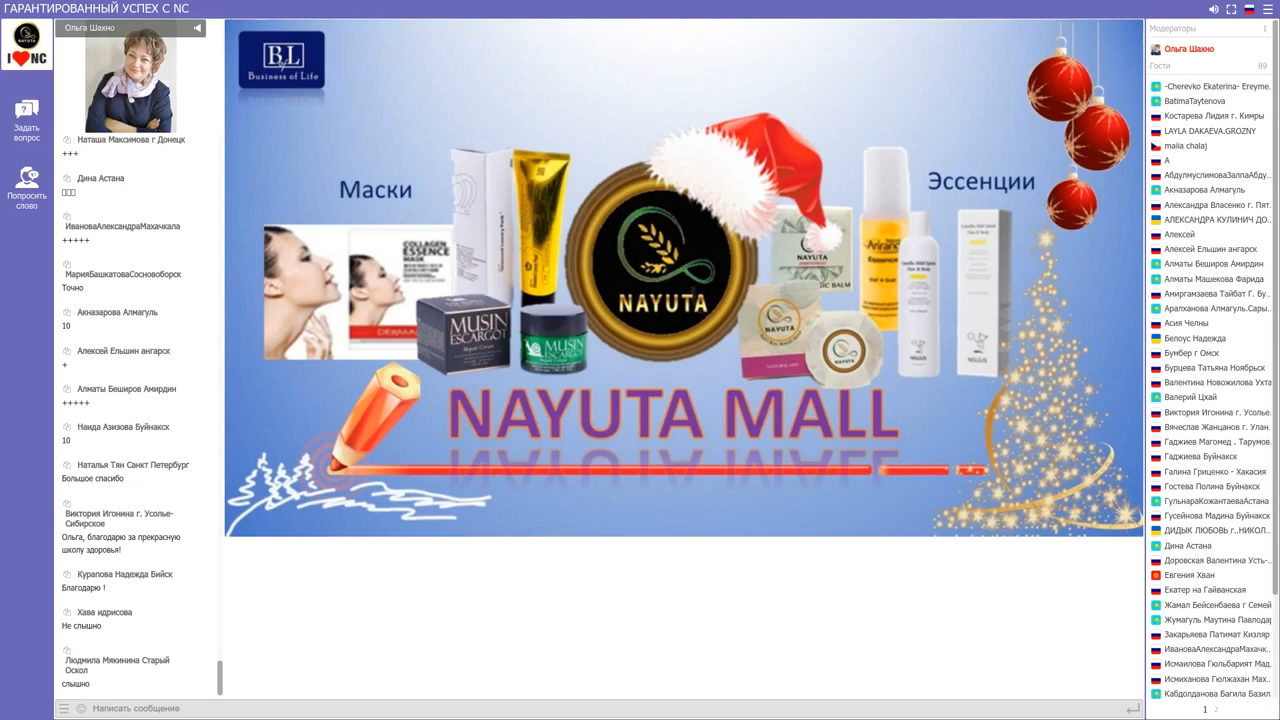 ГАРАНТИРОВАННЫЙ УСПЕХ С NC
NAYUTA
I NC
Задать
вопрос
Попросить
слово
Ольга Шахно
Наташа Максимова г Донецк
+++
Дина Астана
ИвановаАлександраМахачкала
+++++
МарияБашкатоваСосновоборск
Точно
Акназарова Алмагуль
10
Алексей Ельшин ангарск
+
Алматы Беширов Амирдин
+++++
Наида Азизова Буйнакск
10
Наталья Тян Санкт Петербург
Большое спасибо
Виктория Игонина г. Усолье-
Сибирское
Ольга, благодарю за прекрасную
школу здоровья!
Курапова Надежда Бийск
Благодарю !
Хава идрисова
Не слышно
Людмила Мякинина Старый
Оскол
слышно
Написать сообщение
B L
Business of Life
Маски
Эссенции
COLLAGEN
ESSENCE
MASK
MUSIN
ESCARGOT
Repair Cream
MUSIN
ESCARGOT
NAYUTA
NAYUTA
NAYUTA
Essence
NAYUTA MALL
Модераторы 1
Ольга Шахно
Гости 89
-Cherevko Ekaterina- Ereyme..
BatimaTaytenova
Костарева Лидия г. Кимры
LAYLA DAKAEVA.GROZNY
maiia chalaj
А
АбдулмуслимоваЗалпаАбду..
Акназарова Алмагуль
Александра Власенко г. Пят..
АЛЕКСАНДРА КУЛИНИЧ ДО...
Алексей
Алексей Ельшин ангарск
Алматы Беширов Амирдин
Алматы Машекова Фарида
Амиргамзаева Тайбат Г. Бу...
Аралханова Алмагуль.Сары..
Асия Челны
Белоус Надежда
Бумбер г Омск
Бурцева Татьяна Ноябрьск
Валентина Новожилова Ухта
Валерий Цхай
Виктория Игонина г. Усолье..
Вячеслав Жанцанов г. Улан..
Гаджиев Магомед . Тарумов..
Гаджиева Буйнакск
Галина Гриценко - Хакасия
Гостева Полина Буйнакск
ГульнараКожантаеваАстана
Гусейнова Мадина Буйнакск
ДИДЫК ЛЮБОВЬ г..НИКОЛ...
Дина Астана
Доровская Валентина Усть-..
Евгения Хван
Екатер на Гайванская
Жамал Бейсенбаева г Семей
Жумагуль Маутина Павлодар
Закарьяева Патимат Кизляр
ИвановаАлександраМахачк..
Исмаилова Гюльбарият Мад..
Исмиханова Гюлжахан Мах...
Кабдолданова Багила Базил..
1 2